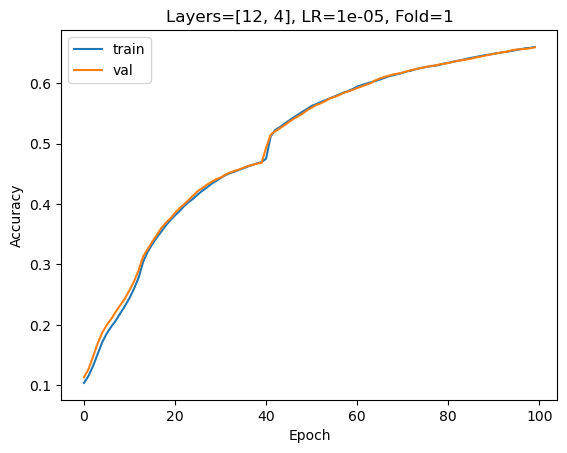 Layers=[12, 4], LR=1e-05, Fold=1
train
val
Accuracy
0.6
0.5
0.4
0.3
0.2
0.1
0 20 40 60 80 100
Epoch